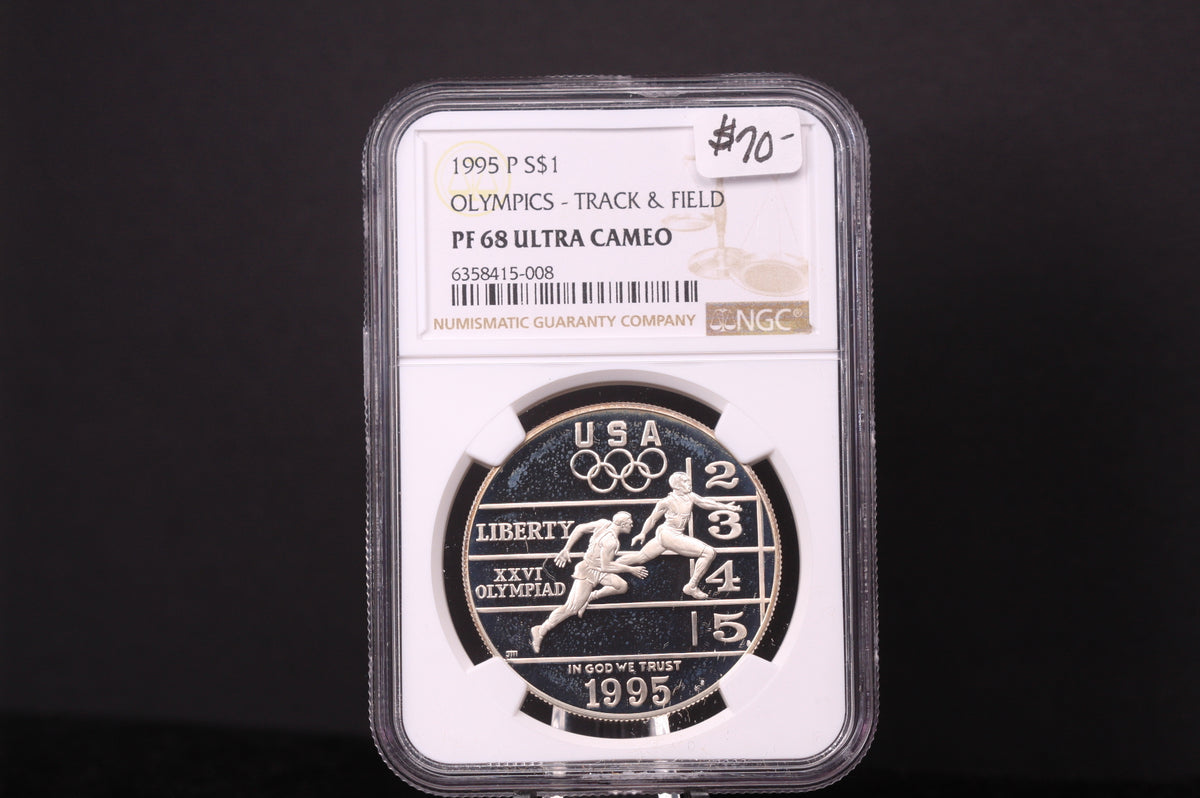 $70-
1995 P S$1
OLYMPICS - TRACK & FIELD
PF 68 ULTRA CAMEO
6358415-008
NUMISMATIC GUARANTY COMPANY
NGC®
USA
2
LIBERTY
3
XXVI
OLYMPIAD
4
5
JM
IN GOD WE TRUST
1995